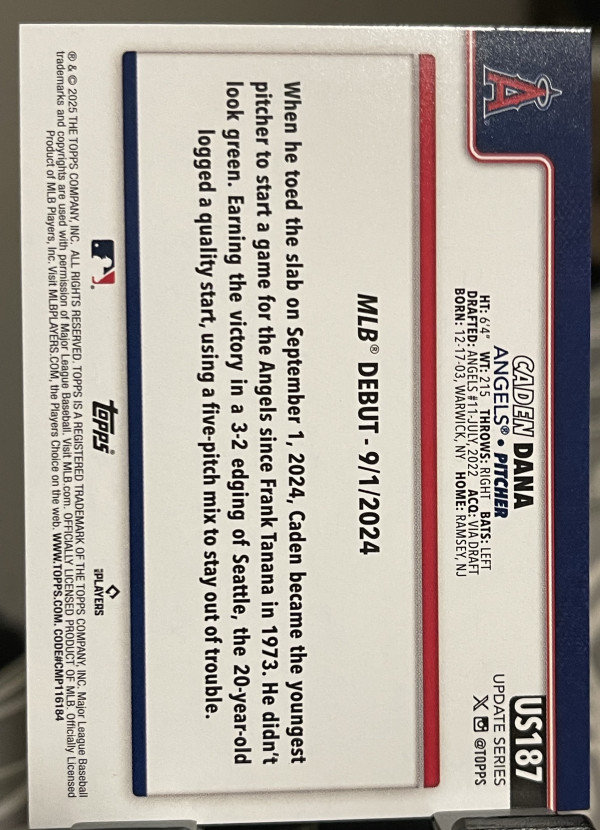 A
US187
UPDATE SERIES
X @TOPPS
CADEN DANA
ANGELS® • PITCHER
HT: 6'4" WT: 215 THROWS: RIGHT BATS: LEFT
DRAFTED: ANGELS #11-JULY, 2022 ACQ: VIA DRAFT
BORN: 12-17-03, WARWICK, NY HOME: RAMSEY, NJ
MLB® DEBUT - 9/1/2024
When he toed the slab on September 1, 2024, Caden became the youngest
pitcher to start a game for the Angels since Frank Tanana in 1973. He didn't
look green. Earning the victory in a 3-2 edging of Seattle, the 20-year-old
logged a quality start, using a five-pitch mix to stay out of trouble.
topps
MLBPLAYERS
® & © 2025 THE TOPPS COMPANY, INC. ALL RIGHTS RESERVED. TOPPS IS A REGISTERED TRADEMARK OF THE TOPPS COMPANY, INC. Major League Baseball
trademarks and copyrights are used with permission of Major League Baseball. Visit MLB.com. OFFICIALLY LICENSED PRODUCT OF MLB. Officially Licensed
Product of MLB Players, Inc. Visit MLBPLAYERS.COM, the Players Choice on the web. WWW.TOPPS.COM. CODE#CMP116184